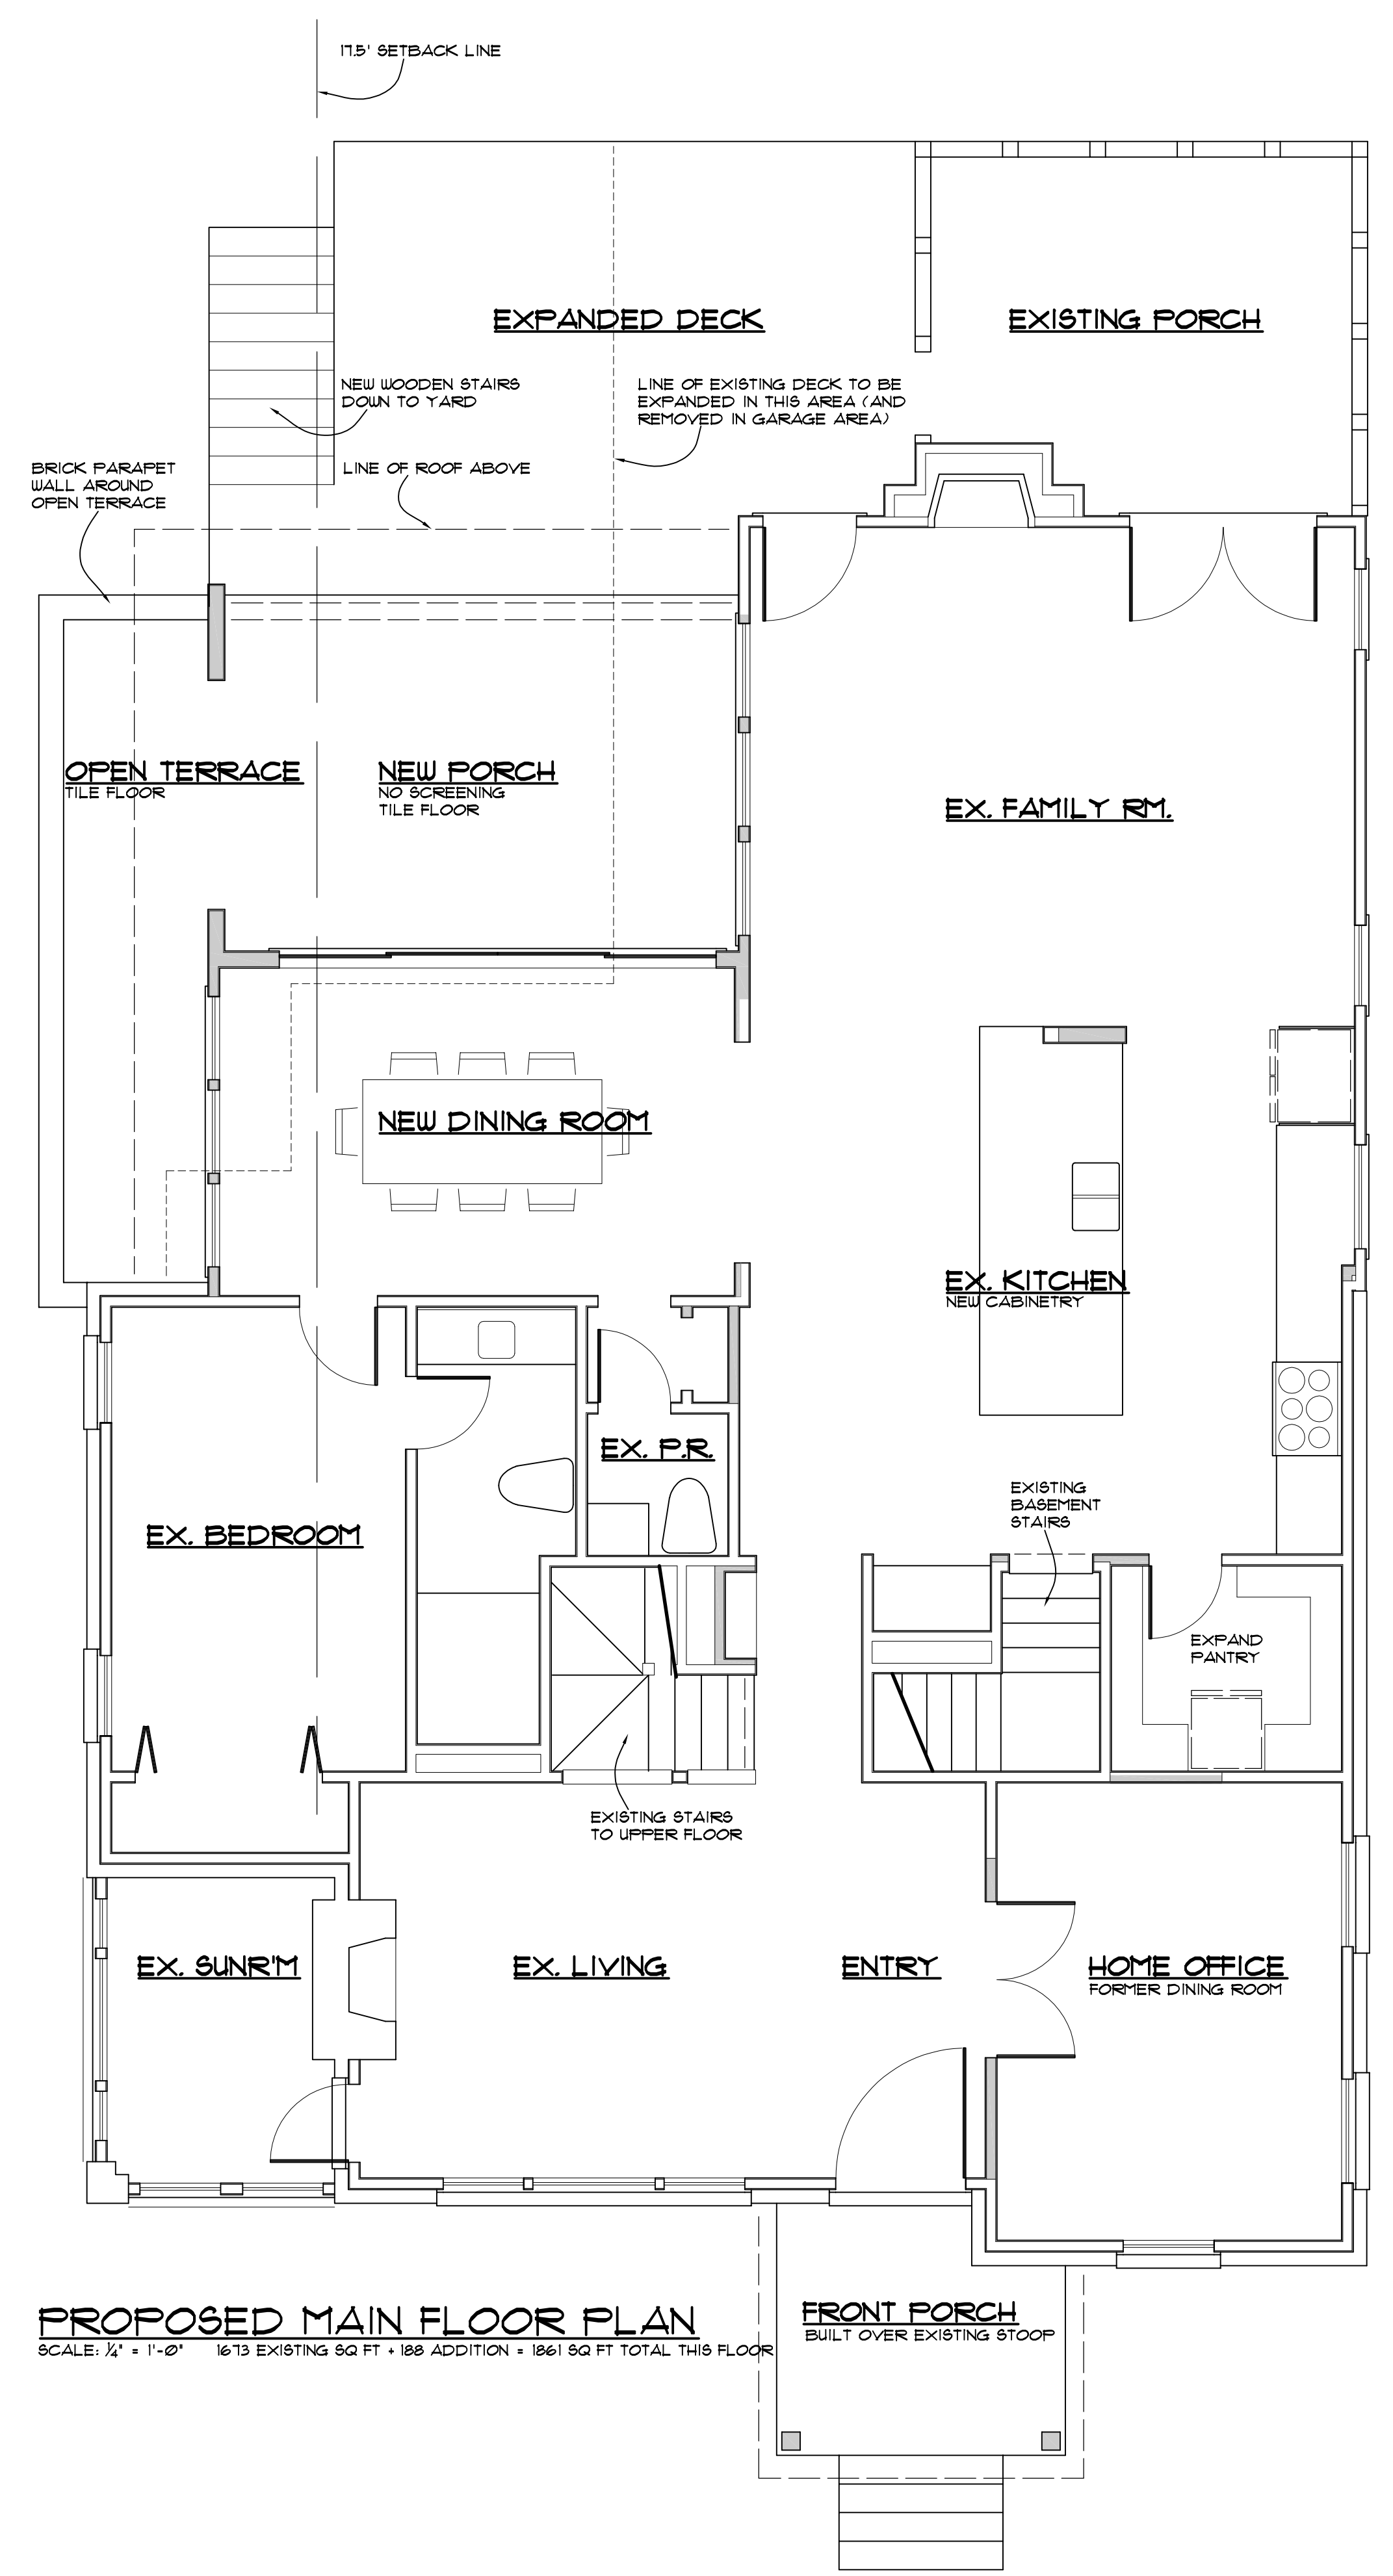 17.5' SETBACK LINE
EXPANDED DECK
EXISTING PORCH
NEW WOODEN STAIRS
DOWN TO YARD
LINE OF EXISTING DECK TO BE
EXPANDED IN THIS AREA (AND
REMOVED IN GARAGE AREA)
BRICK PARAPET
WALL AROUND
OPEN TERRACE
LINE OF ROOF ABOVE
OPEN TERRACE
TILE FLOOR
NEW PORCH
NO SCREENING
TILE FLOOR
EX. FAMILY RM.
NEW DINING ROOM
EX. KITCHEN
NEW CABINETRY
EX. P.R.
EX. BEDROOM
EXISTING
BASEMENT
STAIRS
EXPAND
PANTRY
EXISTING STAIRS
TO UPPER FLOOR
EX. SUNR'M
EX. LIVING
ENTRY
HOME OFFICE
FORMER DINING ROOM
PROPOSED MAIN FLOOR PLAN
SCALE: ¼" = 1'-0" 1673 EXISTING SQ FT + 188 ADDITION = 1861 SQ FT TOTAL THIS FLOOR
FRONT PORCH
BUILT OVER EXISTING STOOP